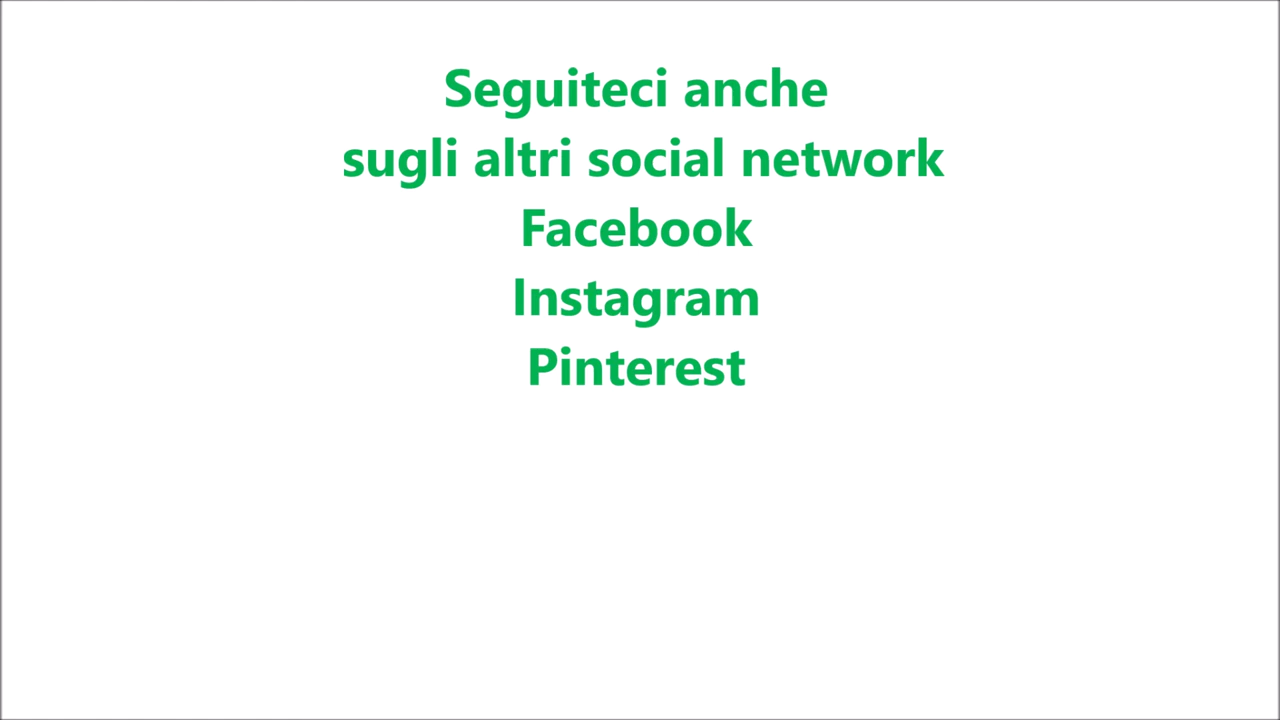 Seguiteci anche
sugli altri social network
Facebook
Instagram
Pinterest